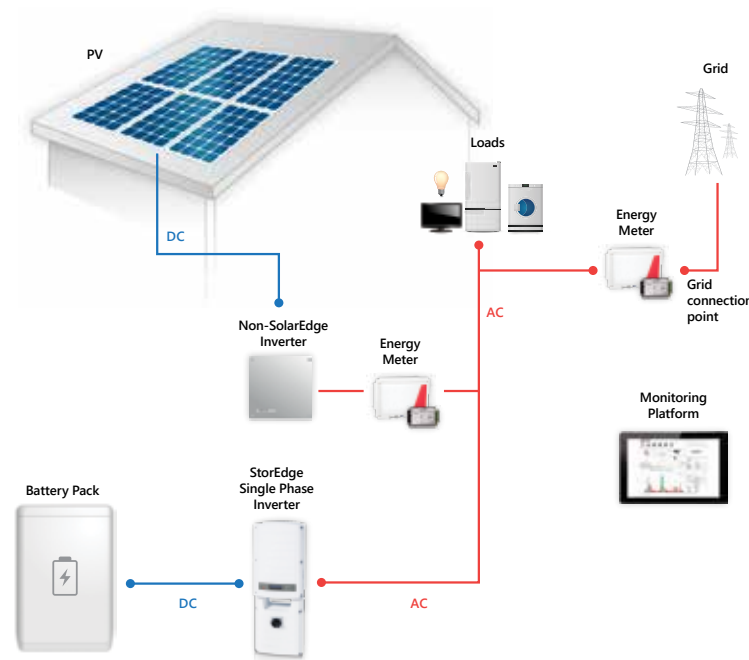 PV
Grid
Loads
Energy
Meter
DC
Grid
connection
point
AC
Non-SolarEdge
Inverter
Energy
Meter
Monitoring
Platform
StorEdge
Single Phase
Inverter
Battery Pack
DC
AC